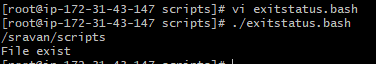 [root@ip-172-31-43-147 scripts]# vi exitstatus.bash
[root@ip-172-31-43-147 scripts]# ./exitstatus.bash
/sravan/scripts
File exist